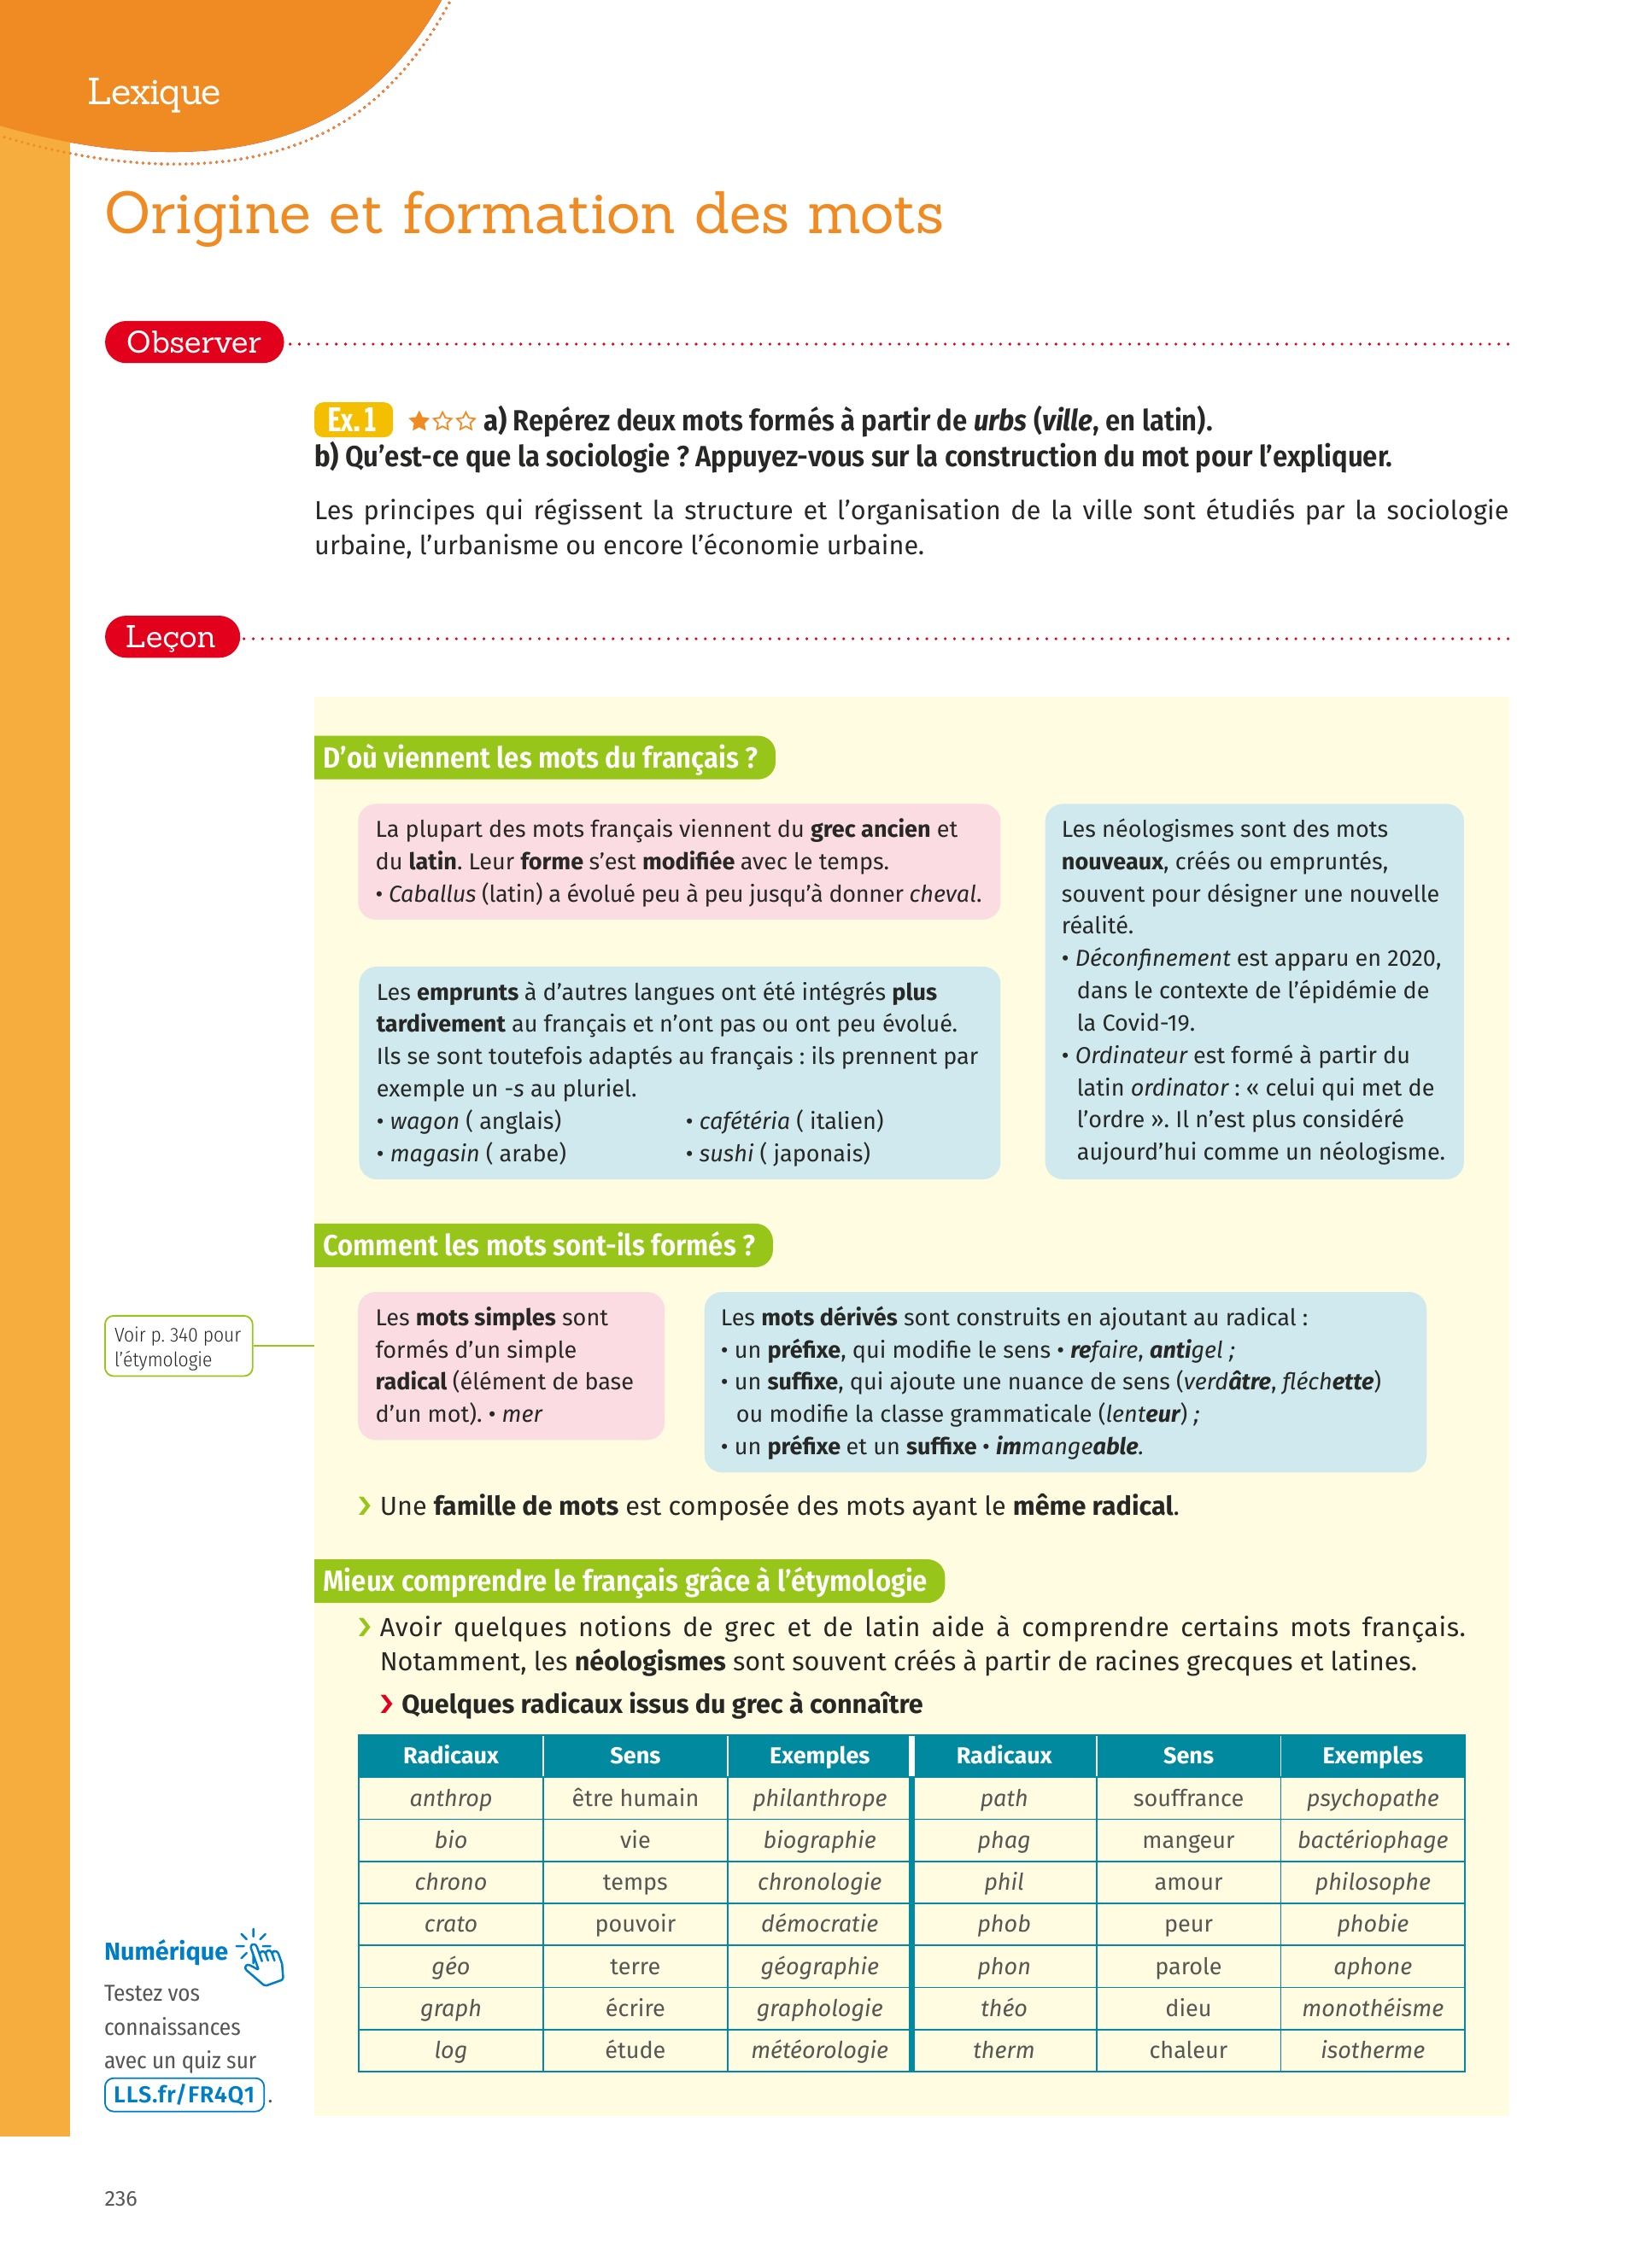 Lexique
Origine et formation des mots
Observer
Ex. 1 ★☆☆ a) Repérez deux mots formés à partir de urbs (ville, en latin).
b) Qu’est-ce que la sociologie ? Appuyez-vous sur la construction du mot pour l’expliquer.
Les principes qui régissent la structure et l’organisation de la ville sont étudiés par la sociologie
urbaine, l’urbanisme ou encore l’économie urbaine.
Leçon
D’où viennent les mots du français ?
La plupart des mots français viennent du grec ancien et
du latin. Leur forme s’est modifiée avec le temps.
• Caballus (latin) a évolué peu à peu jusqu’à donner cheval.
Les emprunts à d’autres langues ont été intégrés plus
tardivement au français et n’ont pas ou ont peu évolué.
Ils se sont toutefois adaptés au français : ils prennent par
exemple un -s au pluriel.
• wagon ( anglais) • cafétéria ( italien)
• magasin ( arabe) • sushi ( japonais)
Les néologismes sont des mots
nouveaux, créés ou empruntés,
souvent pour désigner une nouvelle
réalité.
• Déconfinement est apparu en 2020,
dans le contexte de l’épidémie de
la Covid-19.
• Ordinateur est formé à partir du
latin ordinator : « celui qui met de
l’ordre ». Il n’est plus considéré
aujourd’hui comme un néologisme.
Comment les mots sont-ils formés ?
Voir p. 340 pour
l’étymologie
Les mots simples sont
formés d’un simple
radical (élément de base
d’un mot). • mer
Les mots dérivés sont construits en ajoutant au radical :
• un préfixe, qui modifie le sens • refaire, antigel ;
• un suffixe, qui ajoute une nuance de sens (verdâtre, fléchette)
ou modifie la classe grammaticale (lenteur) ;
• un préfixe et un suffixe • immangeable.
› Une famille de mots est composée des mots ayant le même radical.
Mieux comprendre le français grâce à l’étymologie
› Avoir quelques notions de grec et de latin aide à comprendre certains mots français.
Notamment, les néologismes sont souvent créés à partir de racines grecques et latines.
› Quelques radicaux issus du grec à connaître
Radicaux Sens Exemples Radicaux Sens Exemples
anthrop être humain philanthrope path souffrance psychopathe
bio vie biographie phag mangeur bactériophage
chrono temps chronologie phil amour philosophe
crato pouvoir démocratie phob peur phobie
géo terre géographie phon parole aphone
graph écrire graphologie théo dieu monothéisme
log étude météorologie therm chaleur isotherme
Numérique
Testez vos
connaissances
avec un quiz sur
LLS.fr/FR4Q1 .
236